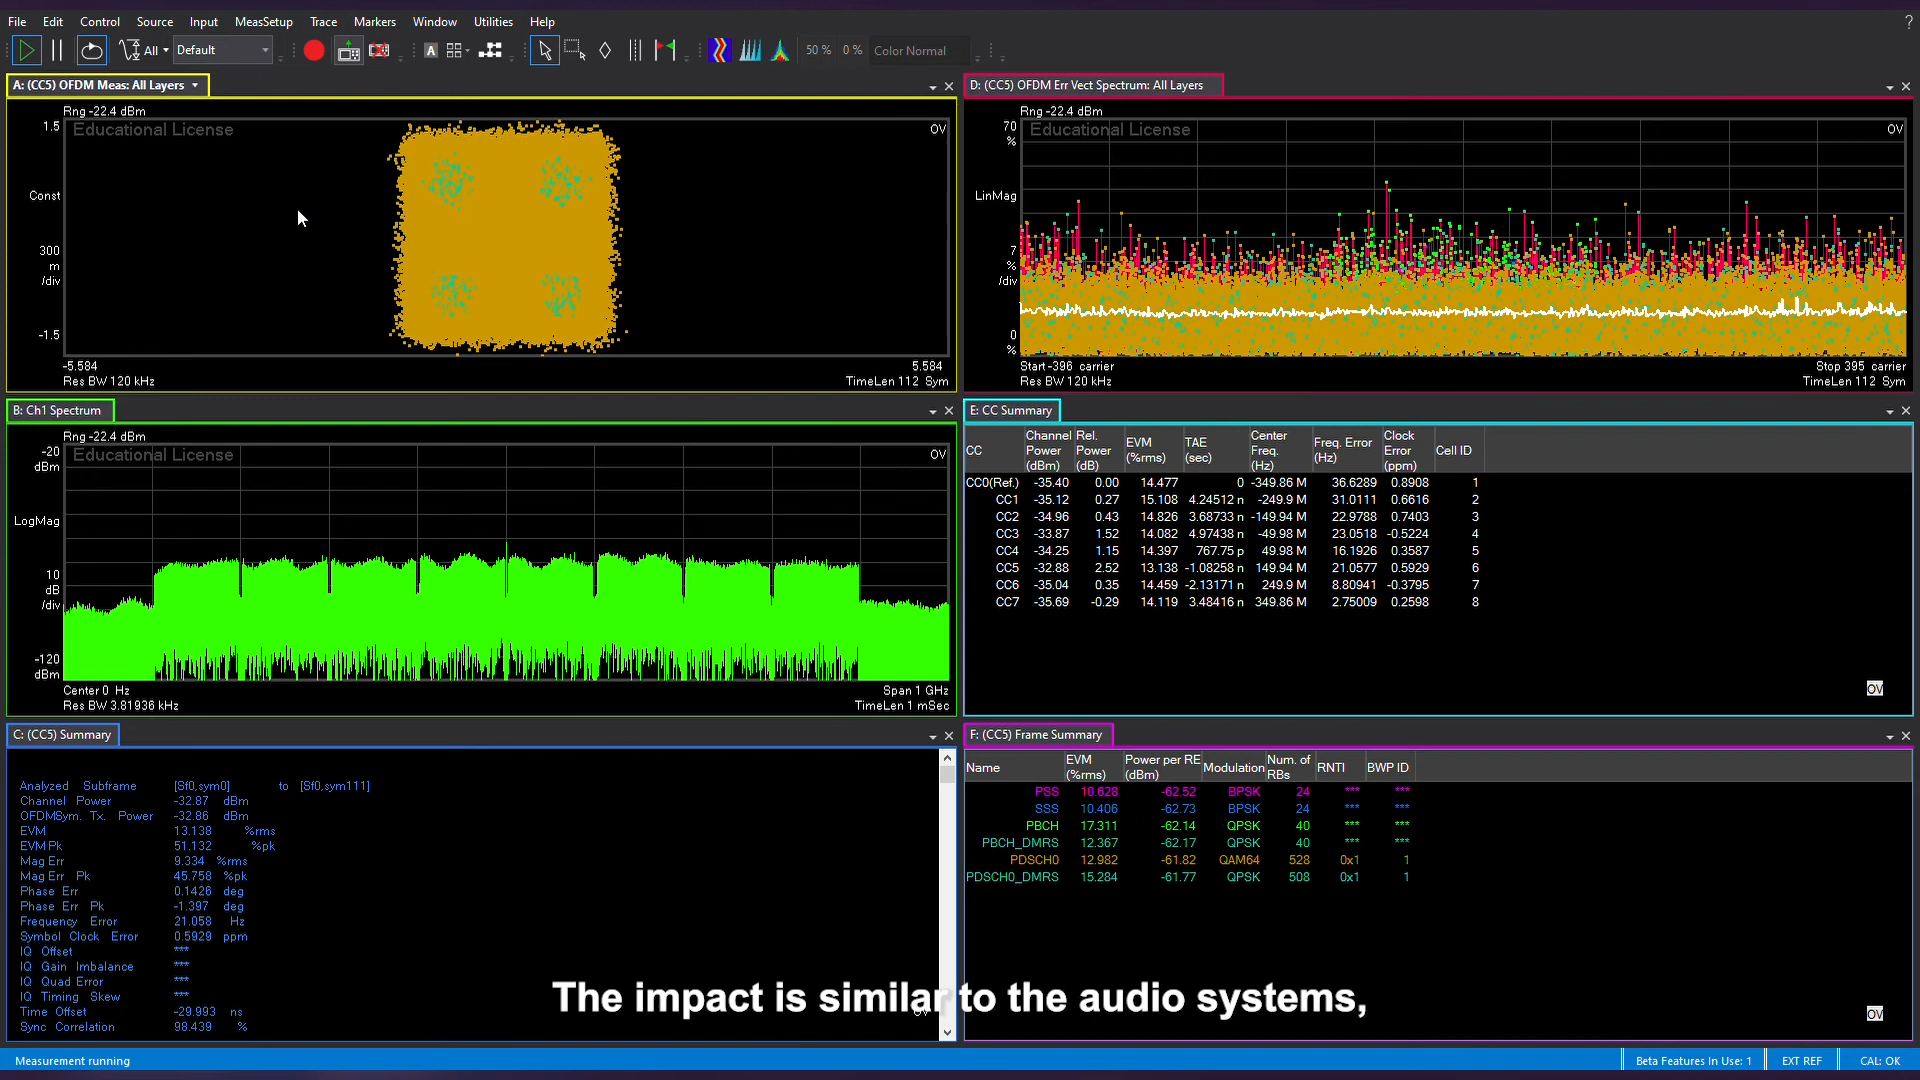 File Edit Control Source Input MeasSetup Trace Markers Window Utilities Help ?
All Default A 50 % 0 % Color Normal
A: (CC5) OFDM Meas: All Layers
Rng -22.4 dBm
1.5 Educational License OV
Const
300
m
/div
-1.5
-5.584 5.584
Res BW 120 kHz TimeLen 112 Sym
D: (CC5) OFDM Err Vect Spectrum: All Layers
Rng -22.4 dBm
70 Educational License OV
%
LinMag
7
%
/div
0
%
Start -396 carrier Stop 395 carrier
Res BW 120 kHz TimeLen 112 Sym
B: Ch1 Spectrum
Rng -22.4 dBm
-20 Educational License OV
dBm
LogMag
10
dB
/div
-120
dBm
Center 0 Hz Span 1 GHz
Res BW 3.81936 kHz TimeLen 1 mSec
E: CC Summary
CC Channel Power (dBm) Rel. Power (dB) EVM (%rms) TAE (sec) Center Freq. (Hz) Freq. Error (Hz) Clock Error (ppm) Cell ID
CC0(Ref.) -35.40 0.00 14.477 0 -349.86 M 36.6289 0.8908 1
CC1 -35.12 0.27 15.108 4.24512 n -249.9 M 31.0111 0.6616 2
CC2 -34.96 0.43 14.826 3.68733 n -149.94 M 22.9788 0.7403 3
CC3 -33.87 1.52 14.082 4.97438 n -49.98 M 23.0518 -0.5224 4
CC4 -34.25 1.15 14.397 767.75 p 49.98 M 16.1926 0.3587 5
CC5 -32.88 2.52 13.138 -1.08258 n 149.94 M 21.0577 0.5929 6
CC6 -35.04 0.35 14.459 -2.13171 n 249.9 M 8.80941 -0.3795 7
CC7 -35.69 -0.29 14.119 3.48416 n 349.86 M 2.75009 0.2598 8
OV
C: (CC5) Summary
Analyzed Subframe [Sf0,sym0] to [Sf0,sym111]
Channel Power -32.87 dBm
OFDMSym. Tx. Power -32.86 dBm
EVM 13.138 %rms
EVM Pk 51.132 %pk
Mag Err 9.334 %rms
Mag Err Pk 45.758 %pk
Phase Err 0.1426 deg
Phase Err Pk -1.397 deg
Frequency Error 21.058 Hz
Symbol Clock Error 0.5929 ppm
IQ Offset ***
IQ Gain Imbalance ***
IQ Quad Error ***
IQ Timing Skew ***
Time Offset -29.993 ns
Sync Correlation 98.439 %
OV
F: (CC5) Frame Summary
Name EVM (%rms) Power per RE (dBm) Modulation Num. of RBs RNTI BWP ID
PSS 10.628 -62.52 BPSK 24 *** ***
SSS 10.406 -62.73 BPSK 24 *** ***
PBCH 17.311 -62.14 QPSK 40 *** ***
PBCH_DMRS 12.367 -62.17 QPSK 40 *** ***
PDSCH0 12.982 -61.82 QAM64 528 0x1 1
PDSCH0_DMRS 15.284 -61.77 QPSK 508 0x1 1
OV
The impact is similar to the audio systems,
Measurement running Beta Features In Use: 1 EXT REF CAL: OK